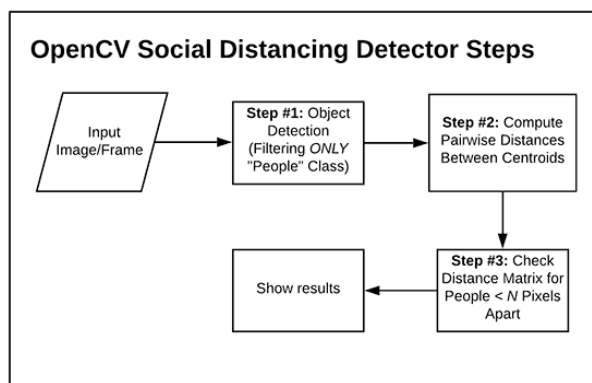 OpenCV Social Distancing Detector Steps
Input
Image/Frame
Step #1: Object
Detection
(Filtering ONLY
"People" Class)
Step #2: Compute
Pairwise Distances
Between Centroids
Step #3: Check
Distance Matrix for
People < N Pixels
Apart
Show results